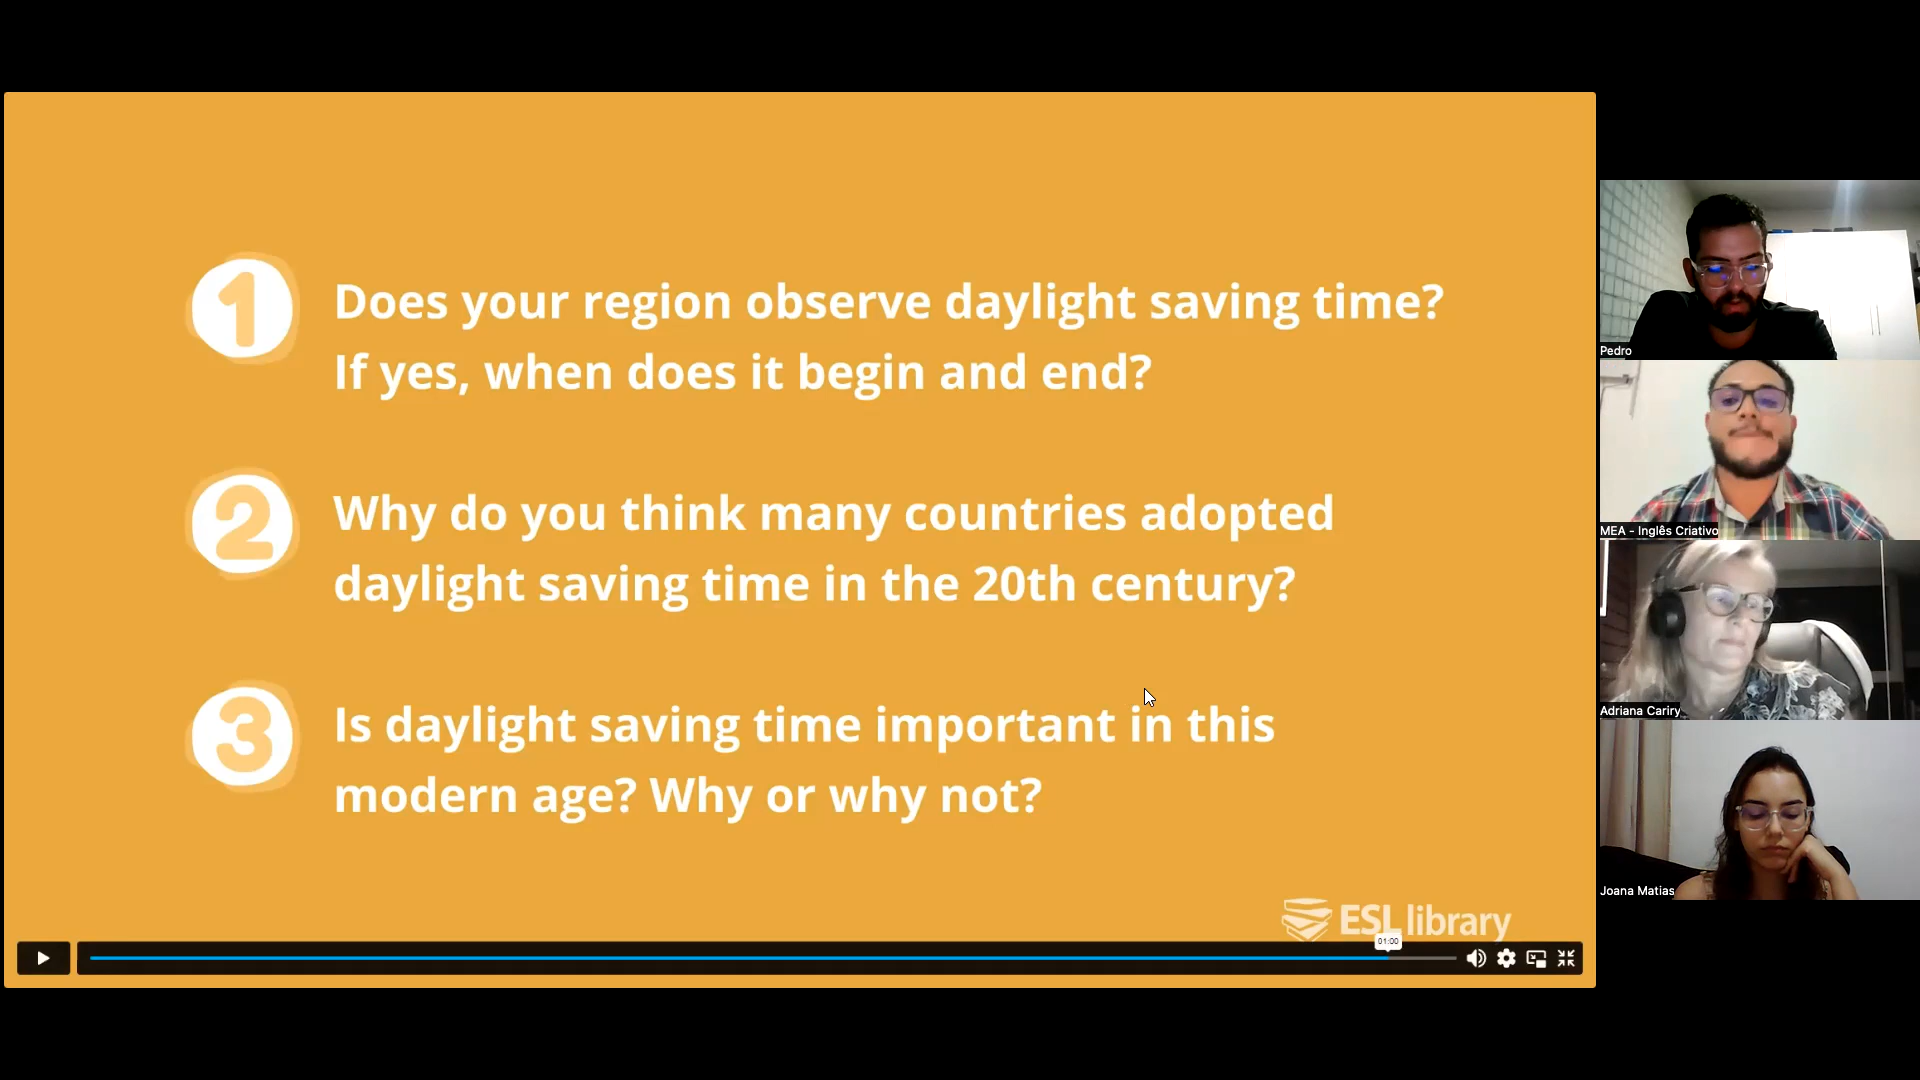 1
Does your region observe daylight saving time?
If yes, when does it begin and end?
2
Why do you think many countries adopted
daylight saving time in the 20th century?
3
Is daylight saving time important in this
modern age? Why or why not?
ESL library
01:00
Pedro
MEA - Inglês Criativo
Adriana Cariry
Joana Matias